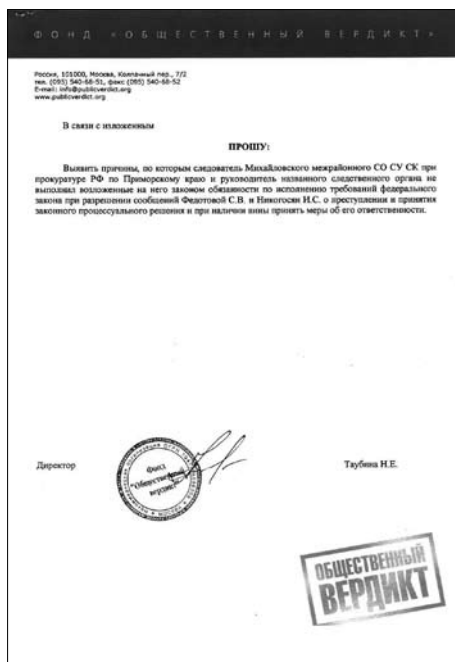 ФОНД «ОБЩЕСТВЕННЫЙ ВЕРДИКТ»
Россия, 101000, Москва, Колпачный пер., 7/2
тел. (095) 540-68-51, факс (095) 540-68-52
E-mail: info@publicverdict.org
www.publicverdict.org
В связи с изложенным
ПРОШУ:
Выявить причины, по которым следователь Михайловского межрайонного СО СУ СК при
прокуратуре РФ по Приморскому краю и руководитель названного следственного органа не
выполнял возложенные на него законом обязанности по исполнению требований федерального
закона при разрешении сообщений Федотовой С.В. и Никогосян Н.С. о преступлении и принятия
законного процессуального решения и при наличии вины принять меры об его ответственности.
Директор
Фонд
"Общественный
вердикт"
Таубина Н.Е.
ОБЩЕСТВЕННЫЙ
ВЕРДИКТ